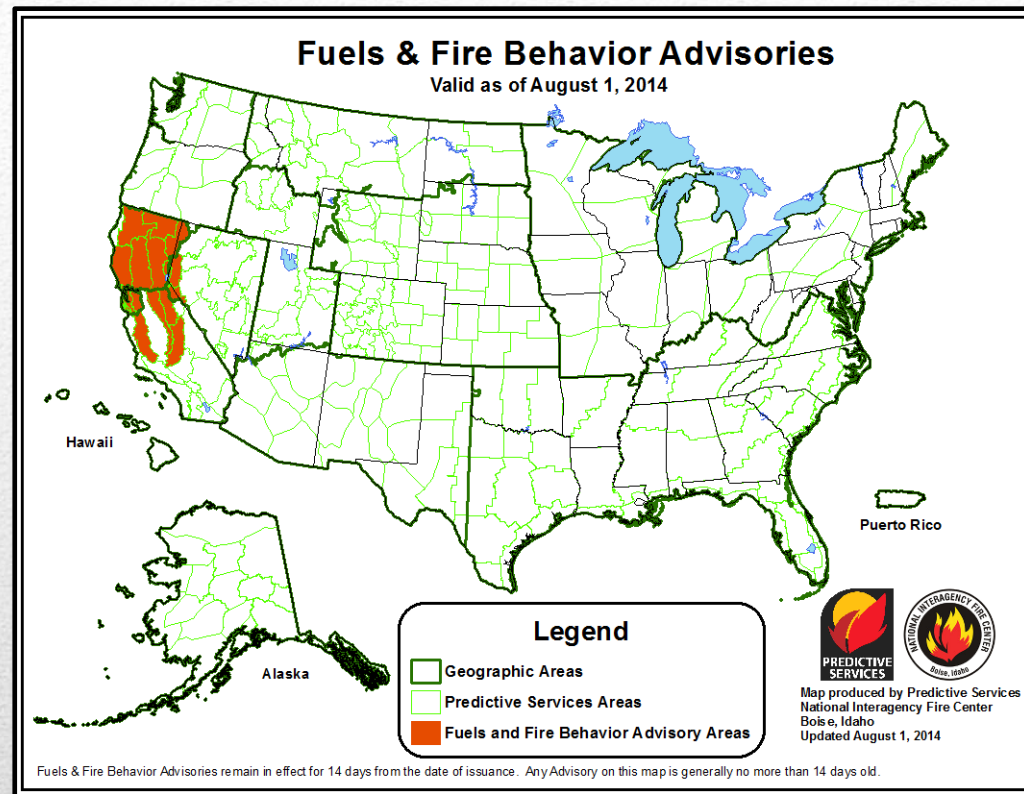 Fuels & Fire Behavior Advisories
Valid as of August 1, 2014
Hawaii
Puerto Rico
Alaska
Legend
Geographic Areas
Predictive Services Areas
Fuels and Fire Behavior Advisory Areas
PREDICTIVE
SERVICES
NATIONAL INTERAGENCY FIRE CENTER
Boise, Idaho
Map produced by Predictive Services
National Interagency Fire Center
Boise, Idaho
Updated August 1, 2014
Fuels & Fire Behavior Advisories remain in effect for 14 days from the date of issuance. Any Advisory on this map is generally no more than 14 days old.